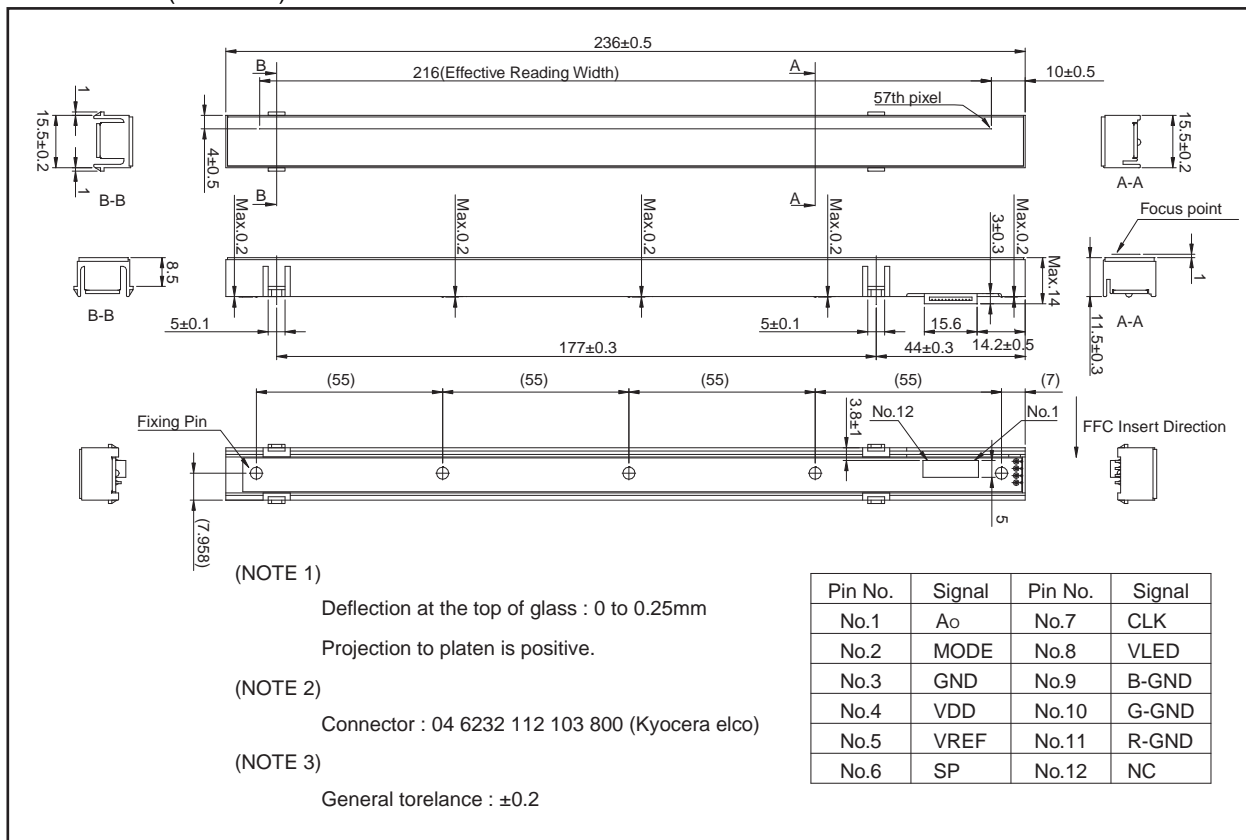 236±0.5
B
A
216(Effective Reading Width)
10±0.5
57th pixel
1
15.5±0.2
1
B-B
4±0.5
B
A
15.5±0.2
A-A
Max.0.2
Max.0.2
Max.0.2
Max.0.2
3±0.3
Max.0.2
Focus point
8.5
B-B
Max.14
1
11.5±0.3
A-A
5±0.1
5±0.1
15.6
177±0.3
44±0.3
14.2±0.5
(55)
(55)
(55)
(55)
(7)
Fixing Pin
3.8±1
No.12
No.1
FFC Insert Direction
(7.958)
5
(NOTE 1)
Deflection at the top of glass : 0 to 0.25mm
Projection to platen is positive.
(NOTE 2)
Connector : 04 6232 112 103 800 (Kyocera elco)
(NOTE 3)
General torelance : ±0.2
Pin No. Signal Pin No. Signal
No.1 Ao No.7 CLK
No.2 MODE No.8 VLED
No.3 GND No.9 B-GND
No.4 VDD No.10 G-GND
No.5 VREF No.11 R-GND
No.6 SP No.12 NC